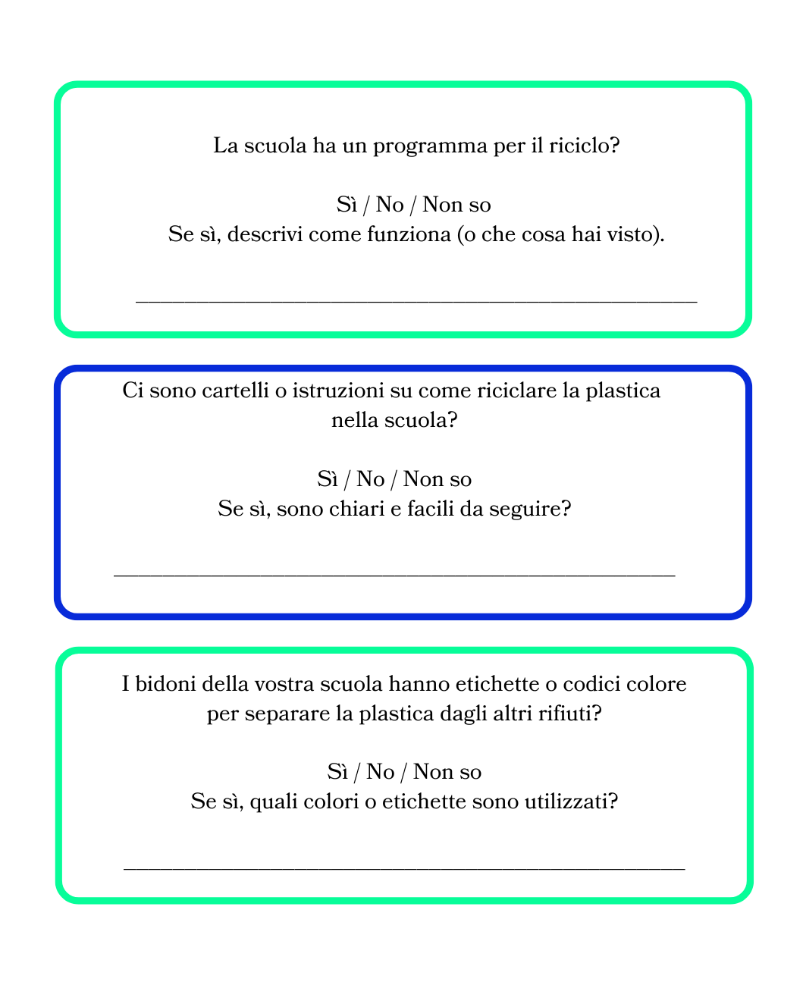 La scuola ha un programma per il riciclo?
Sì / No / Non so
Se sì, descrivi come funziona (o che cosa hai visto).
Ci sono cartelli o istruzioni su come riciclare la plastica
nella scuola?
Sì / No / Non so
Se sì, sono chiari e facili da seguire?
I bidoni della vostra scuola hanno etichette o codici colore
per separare la plastica dagli altri rifiuti?
Sì / No / Non so
Se sì, quali colori o etichette sono utilizzati?